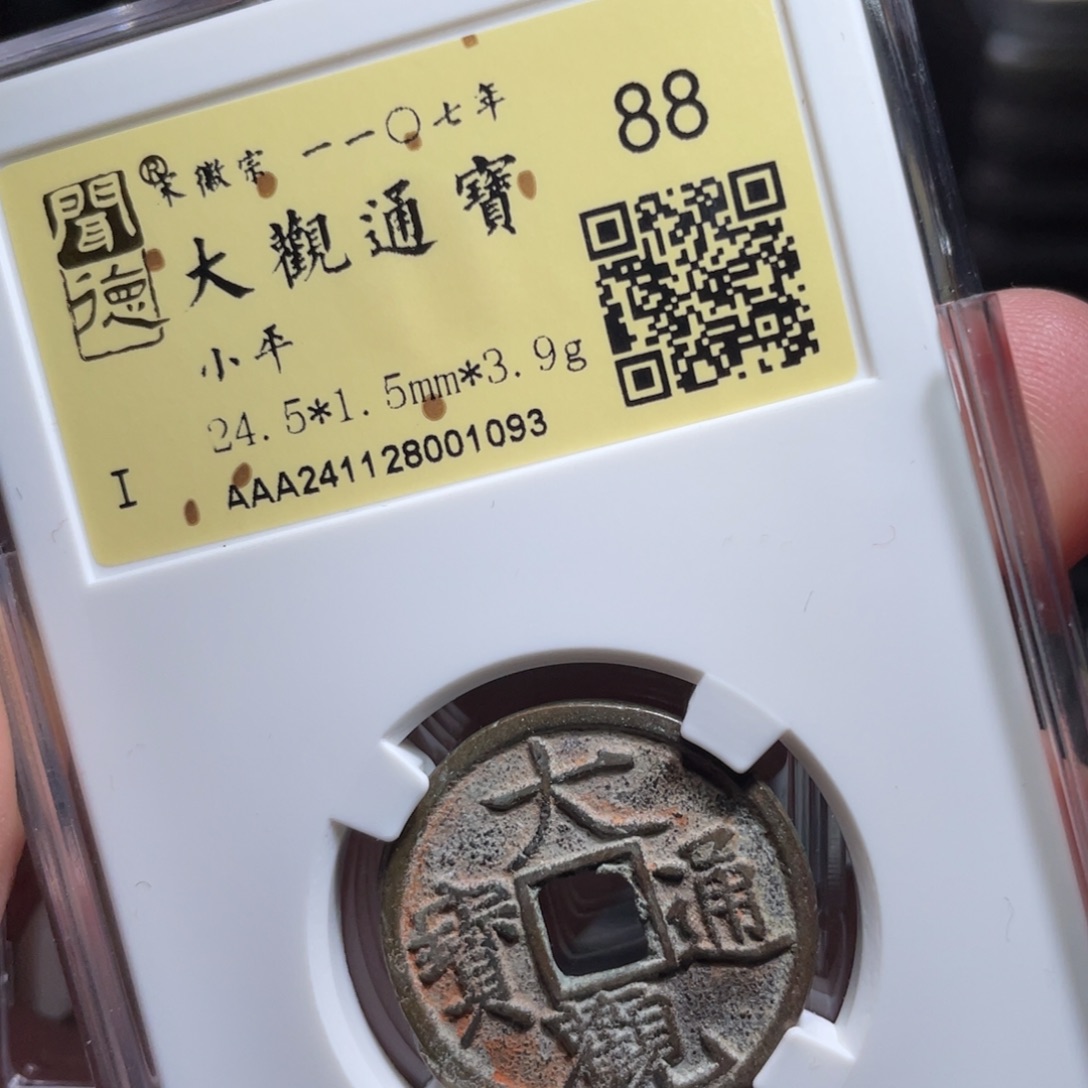 聞德®
宋徽宗 一一〇七年
88
大觀通寶
小平
24.5*1.5mm*3.9g
I AAA241128001093
大
通
寶
觀